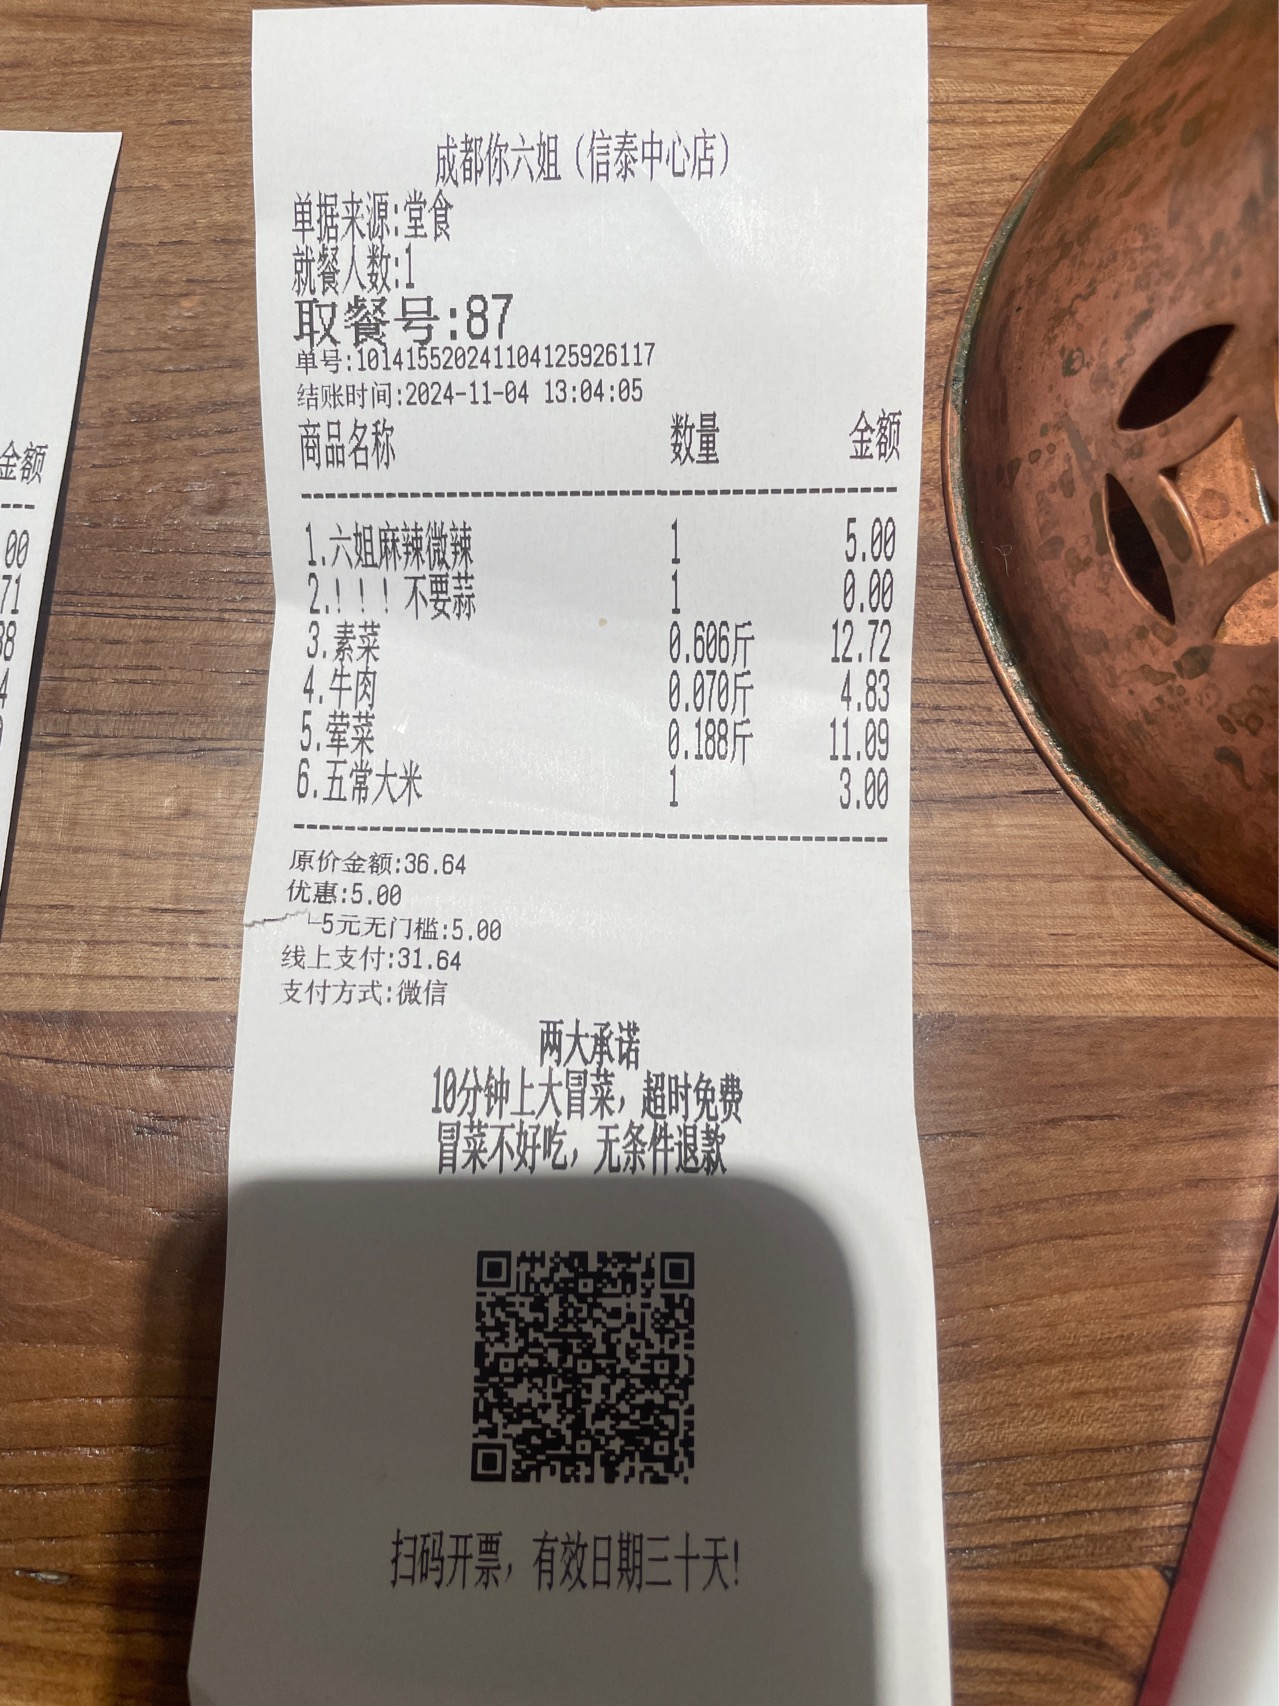 成都你六姐（信泰中心店）
单据来源:堂食
就餐人数:1
取餐号:87
单号:1014155202411041259​26117
结账时间:2024-11-04 13:04:05
商品名称 数量 金额
1.六姐麻辣微辣 1 5.00
2.！！！不要蒜 1 0.00
3.素菜 0.606斤 12.72
4.牛肉 0.070斤 4.83
5.荤菜 0.188斤 11.09
6.五常大米 1 3.00
原价金额:36.64
优惠:5.00
└5元无门槛:5.00
线上支付:31.64
支付方式:微信
两大承诺
10分钟上大冒菜，超时免费
冒菜不好吃，无条件退款
扫码开票，有效日期三十天!
金额
00
71